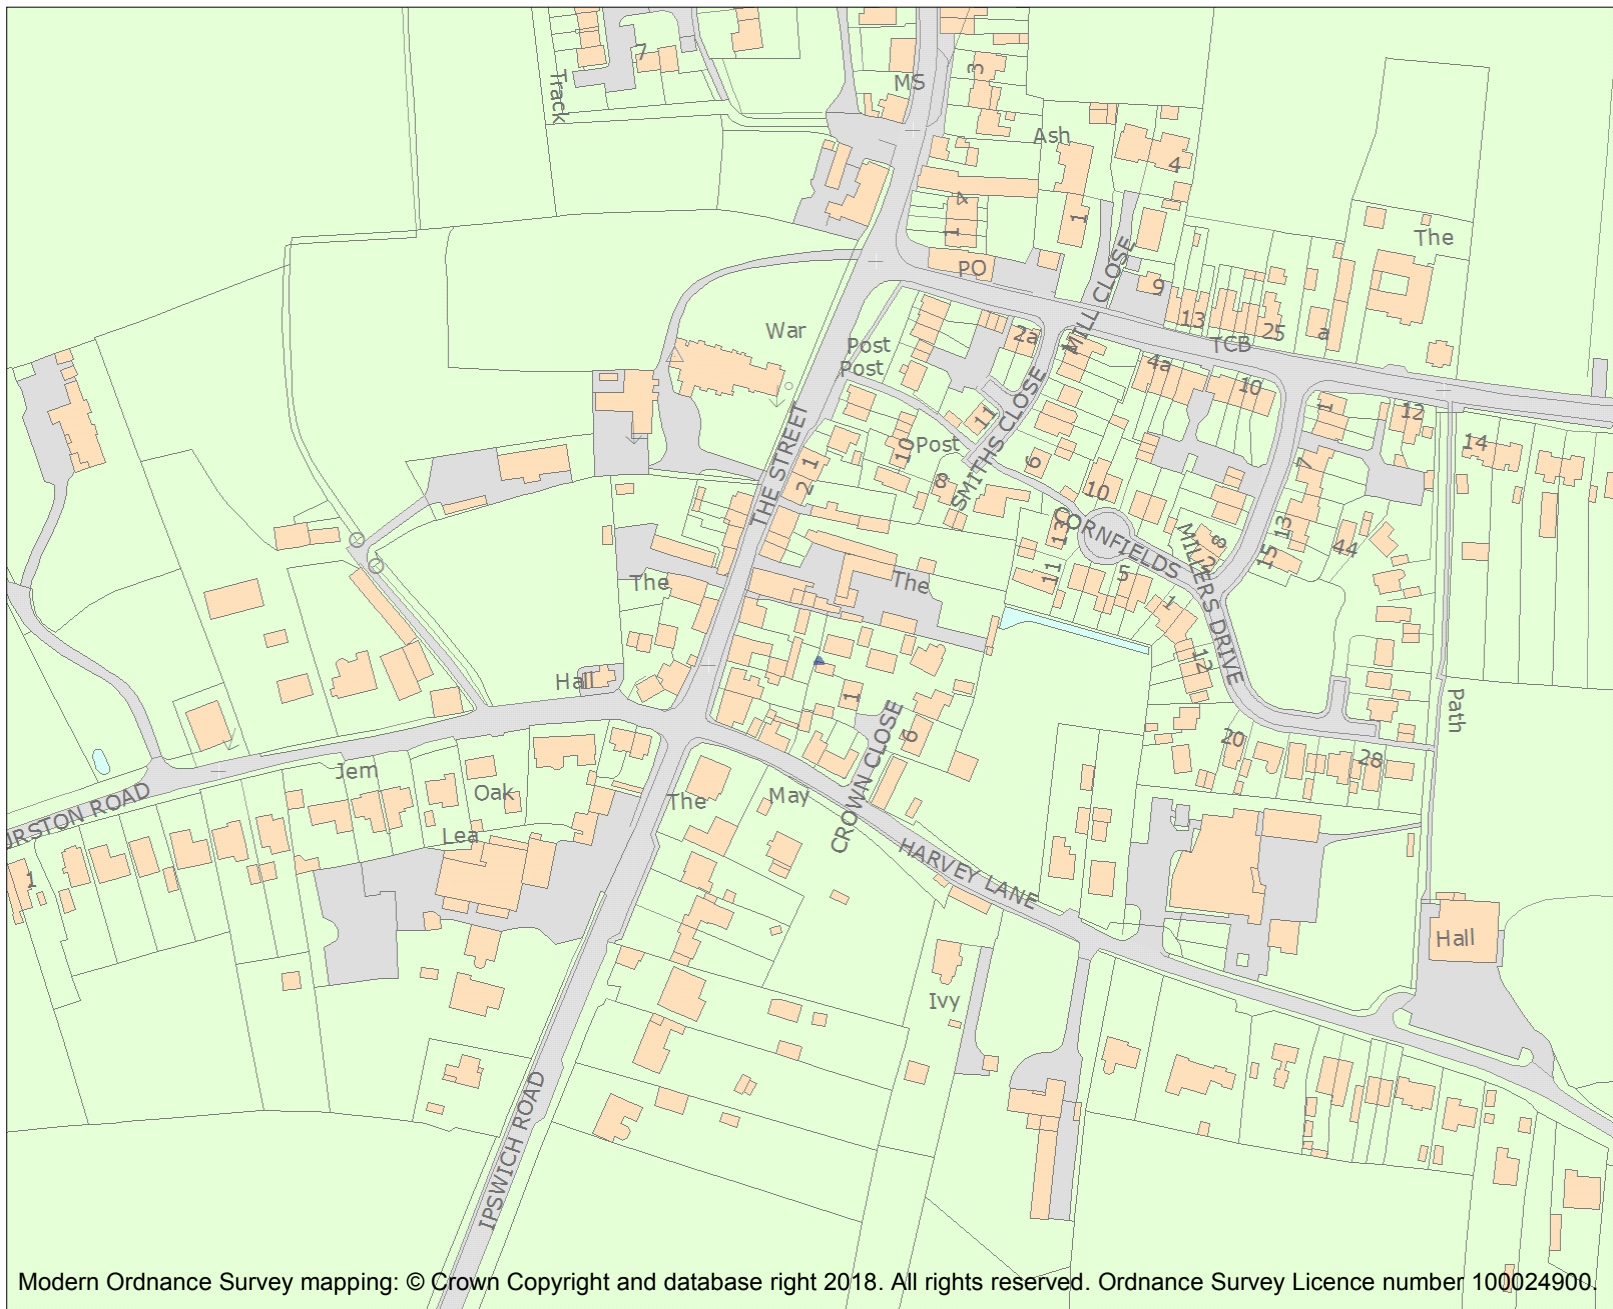 7
Track
MS
3
Ash
4
4
1
1
The
PO
MILL CLOSE
9
War
13
25
a
Post
2a
1
TCB
Post
4a
10
SMITHS CLOSE
11
1
12
THE STREET
10
Post
14
1
2
8
6
7
10
CORNFIELDS
13
MILLERS DRIVE
8
2
13
15
44
The
The
11
5
1
Hall
12
1
CROWN CLOSE
6
Path
20
28
Jem
Oak
The
May
URSTON ROAD
Lea
HARVEY LANE
1
Hall
Ivy
IPSWICH ROAD
Modern Ordnance Survey mapping: © Crown Copyright and database right 2018. All rights reserved. Ordnance Survey Licence number 100024900.